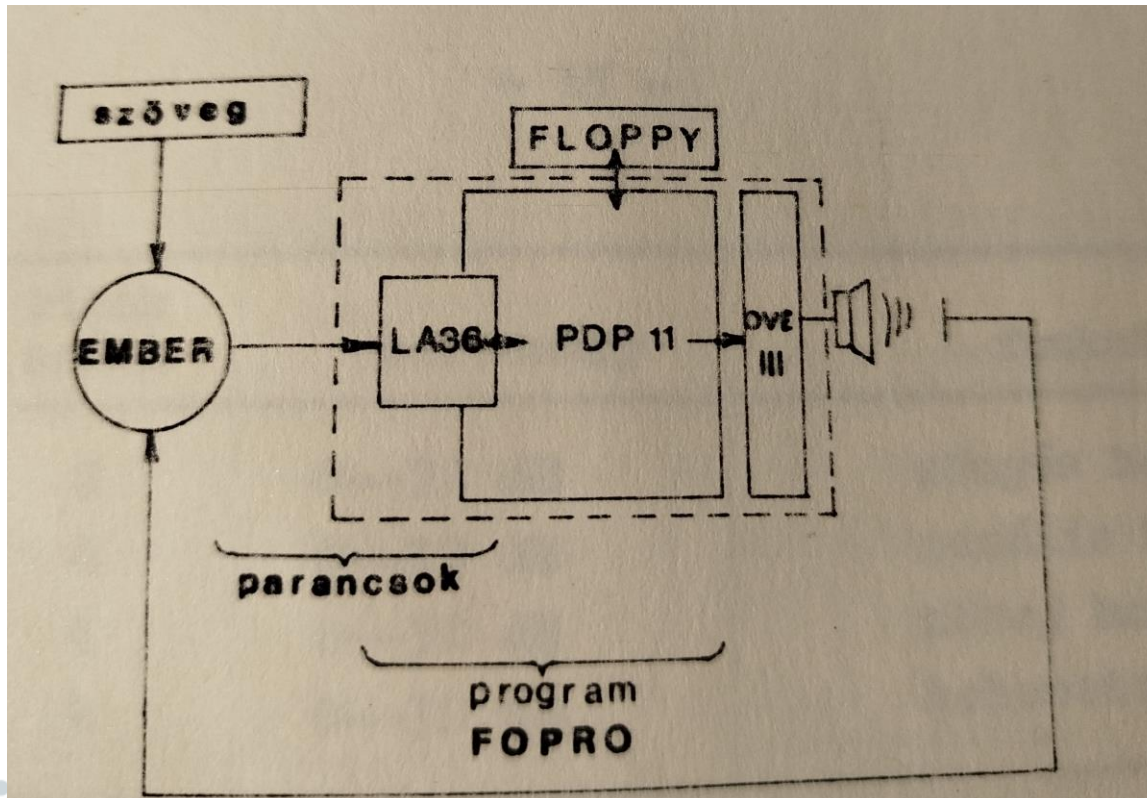 szöveg
FLOPPY
EMBER
LA36
PDP 11
OVE
III
parancsok
program
FOPRO